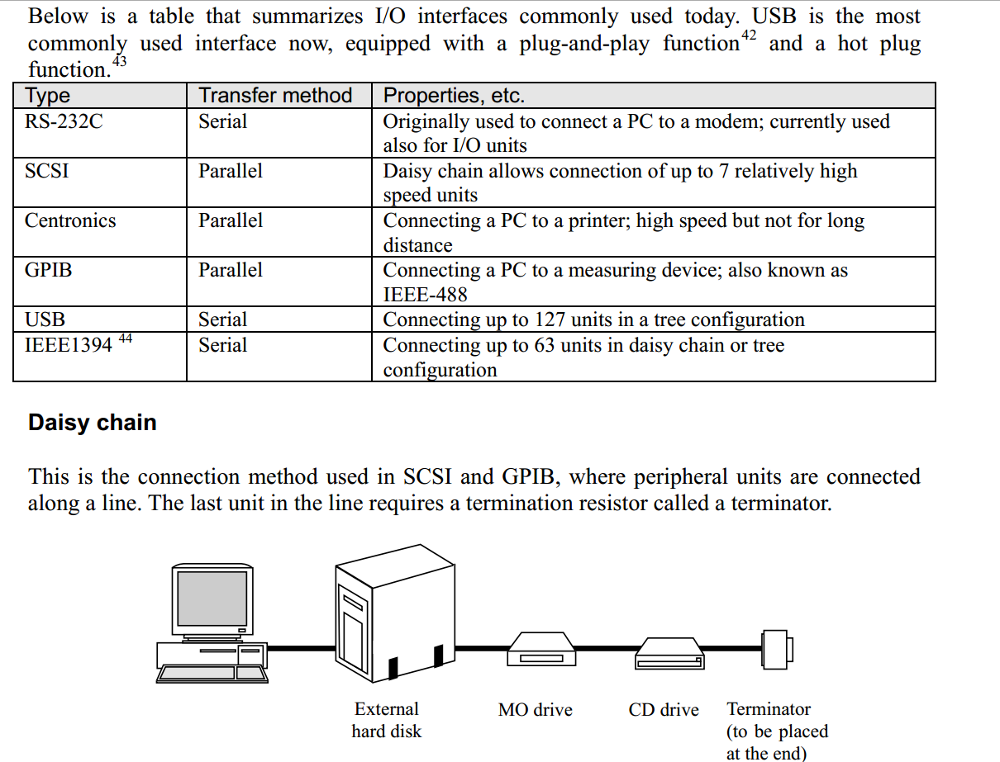 Below is a table that summarizes I/O interfaces commonly used today. USB is the most
commonly used interface now, equipped with a plug-and-play function42 and a hot plug
function.43
Type Transfer method Properties, etc.
RS-232C Serial Originally used to connect a PC to a modem; currently used
also for I/O units
SCSI Parallel Daisy chain allows connection of up to 7 relatively high
speed units
Centronics Parallel Connecting a PC to a printer; high speed but not for long
distance
GPIB Parallel Connecting a PC to a measuring device; also known as
IEEE-488
USB Serial Connecting up to 127 units in a tree configuration
IEEE1394 44 Serial Connecting up to 63 units in daisy chain or tree
configuration
Daisy chain
This is the connection method used in SCSI and GPIB, where peripheral units are connected
along a line. The last unit in the line requires a termination resistor called a terminator.
External
hard disk
MO drive
CD drive
Terminator
(to be placed
at the end)